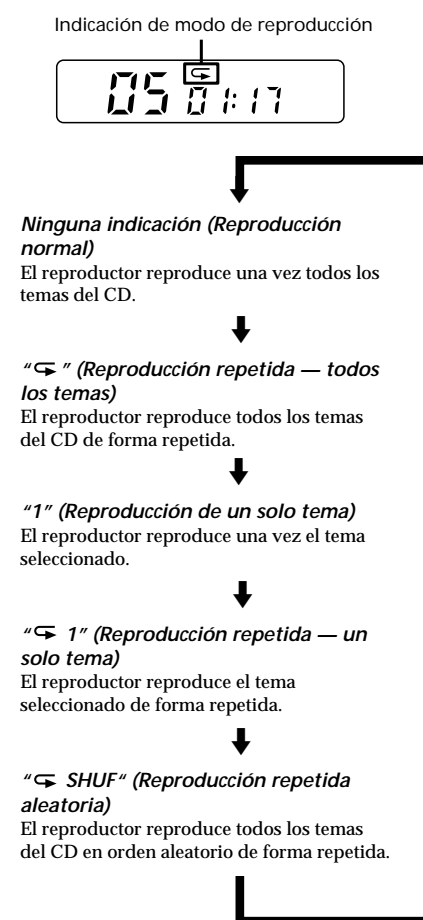 Indicación de modo de reproducción
05 01:17
Ninguna indicación (Reproducción
normal)
El reproductor reproduce una vez todos los
temas del CD.
“ ” (Reproducción repetida — todos
los temas)
El reproductor reproduce todos los temas
del CD de forma repetida.
“1” (Reproducción de un solo tema)
El reproductor reproduce una vez el tema
seleccionado.
“ 1” (Reproducción repetida — un
solo tema)
El reproductor reproduce el tema
seleccionado de forma repetida.
“ SHUF“ (Reproducción repetida
aleatoria)
El reproductor reproduce todos los temas
del CD en orden aleatorio de forma repetida.